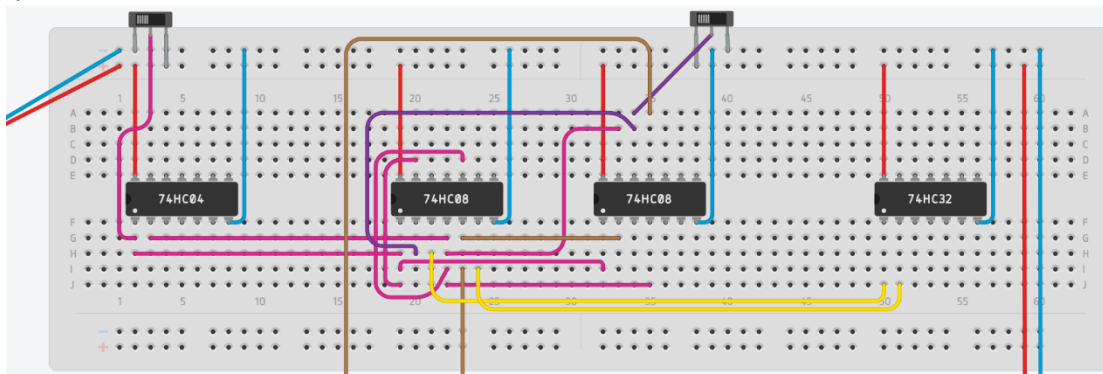 − −
+ +
1 5 10 15 20 25 30 35 40 45 50 55 60
A A
B B
C C
D D
E E
74HC04 74HC08 74HC08 74HC32
F F
G G
H H
I I
J J
1 5 10 15 20 25 30 35 40 45 50 55 60
− −
+ +